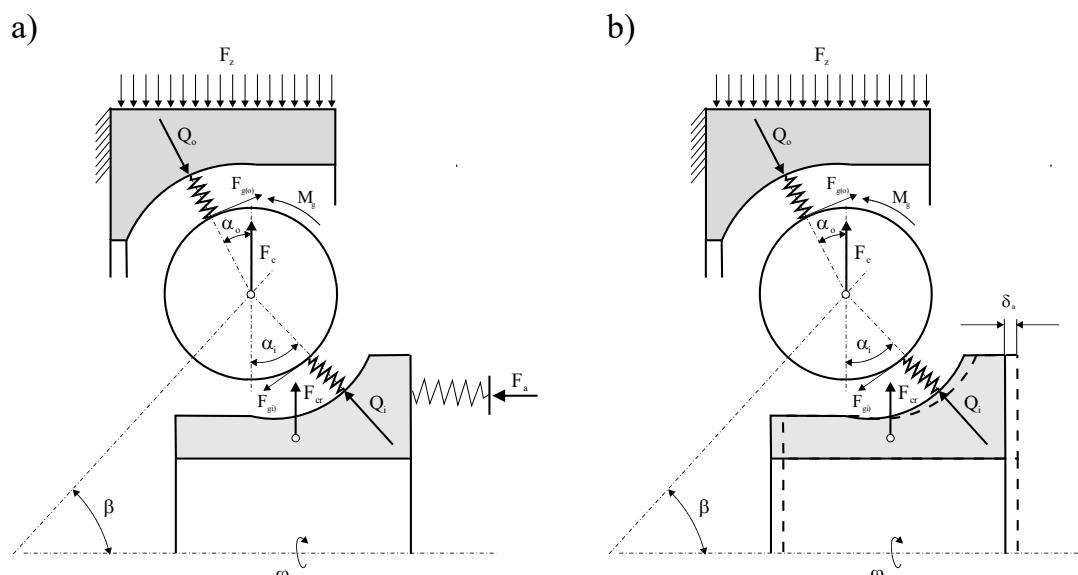 a)
F_z
Q_o
F_g(o)
M_g
α_o
F_c
α_i
F_a
F_gi)
F_cr
Q_i
β
φ
b)
F_z
Q_o
F_g(o)
M_g
α_o
F_c
δ_a
α_i
F_gi)
F_cr
Q_i
β
φ